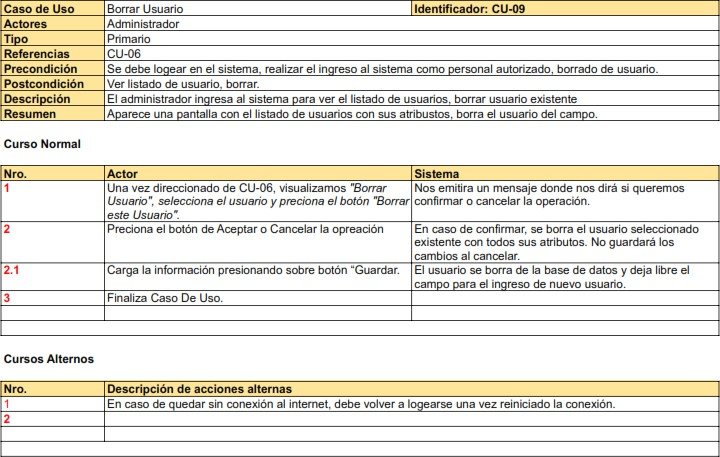 Caso de Uso Borrar Usuario Identificador: CU-09
Actores Administrador
Tipo Primario
Referencias CU-06
Precondición Se debe logear en el sistema, realizar el ingreso al sistema como personal autorizado, borrado de usuario.
Postcondición Ver listado de usuario, borrar.
Descripción El administrador ingresa al sistema para ver el listado de usuarios, borrar usuario existente
Resumen Aparece una pantalla con el listado de usuarios con sus atribustos, borra el usuario del campo.
Curso Normal
Nro. Actor Sistema
1 Una vez direccionado de CU-06, visualizamos "Borrar
Usuario", selecciona el usuario y preciona el botón "Borrar
este Usuario".
Nos emitira un mensaje donde nos dirá si queremos
confirmar o cancelar la operación.
2 Preciona el botón de Aceptar o Cancelar la opreación
En caso de confirmar, se borra el usuario seleccionado
existente con todos sus atributos. No guardará los
cambios al cancelar.
2.1 Carga la información presionando sobre botón “Guardar.
El usuario se borra de la base de datos y deja libre el
campo para el ingreso de nuevo usuario.
3 Finaliza Caso De Uso.
Cursos Alternos
Nro. Descripción de acciones alternas
1 En caso de quedar sin conexión al internet, debe volver a logearse una vez reiniciado la conexión.
2